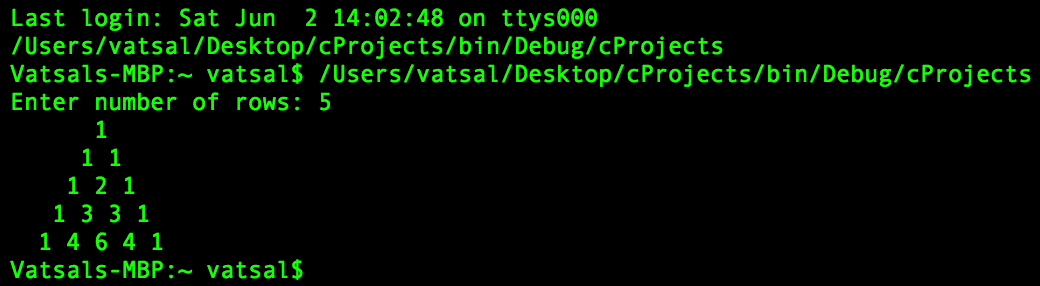 Last login: Sat Jun  2 14:02:48 on ttys000
/Users/vatsal/Desktop/cProjects/bin/Debug/cProjects
Vatsals-MBP:~ vatsal$ /Users/vatsal/Desktop/cProjects/bin/Debug/cProjects
Enter number of rows: 5
      1
     1 1
    1 2 1
   1 3 3 1
  1 4 6 4 1
Vatsals-MBP:~ vatsal$